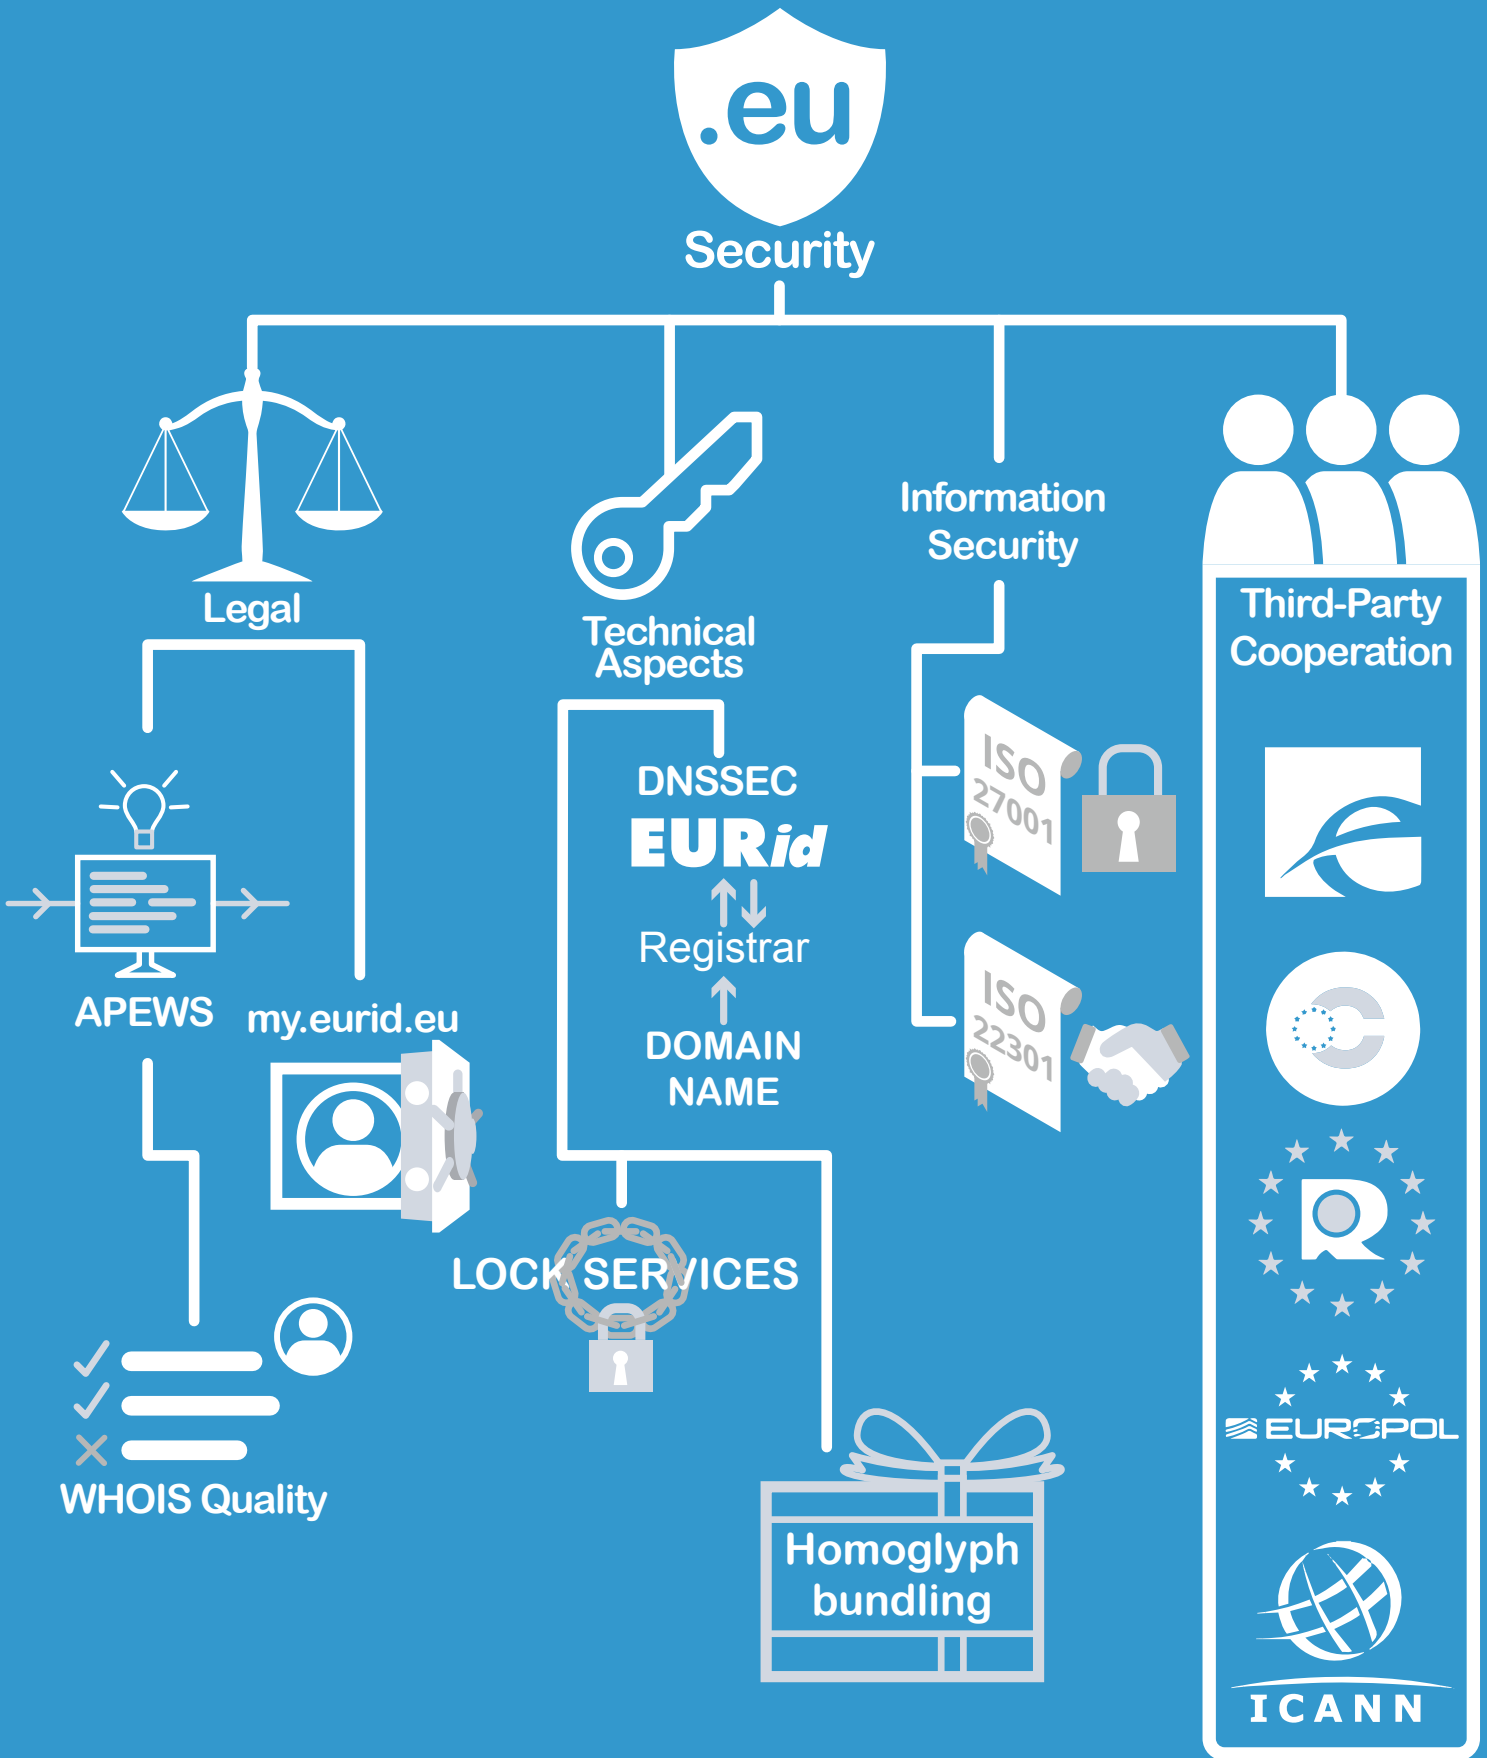 .eu
Security
Legal
APEWS
my.eurid.eu
WHOIS Quality
Technical
Aspects
DNSSEC
EURid
Registrar
DOMAIN
NAME
LOCK SERVICES
Homoglyph
bundling
Information
Security
ISO
27001
ISO
22301
Third-Party
Cooperation
R
EUROPOL
ICANN